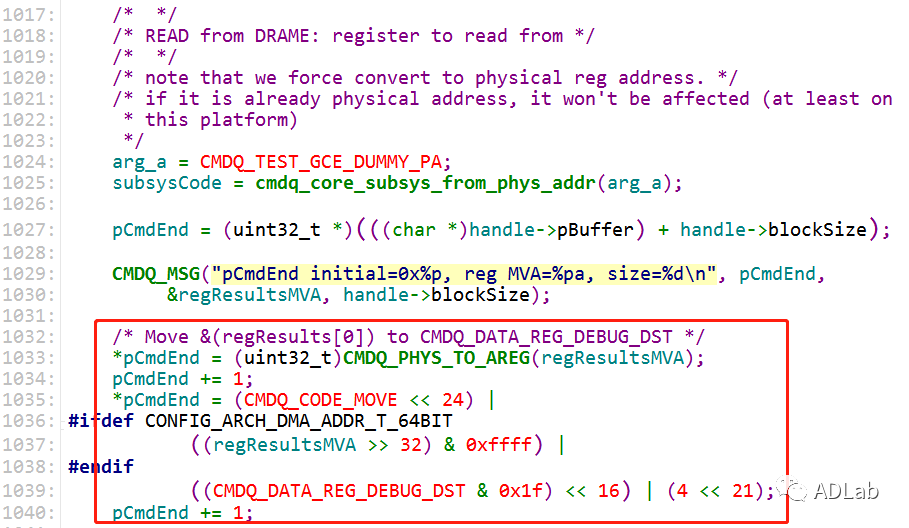 1017: /* */
1018: /* READ from DRAME: register to read from */
1019: /* */
1020: /* note that we force convert to physical reg address. */
1021: /* if it is already physical address, it won't be affected (at least on
1022: * this platform)
1023: */
1024: arg_a = CMDQ_TEST_GCE_DUMMY_PA;
1025: subsysCode = cmdq_core_subsys_from_phys_addr(arg_a);
1026:
1027: pCmdEnd = (uint32_t *)(((char *)handle->pBuffer) + handle->blockSize);
1028:
1029: CMDQ_MSG("pCmdEnd initial=0x%p, reg MVA=%pa, size=%d\n", pCmdEnd,
1030: &regResultsMVA, handle->blockSize);
1031:
1032: /* Move &(regResults[0]) to CMDQ_DATA_REG_DEBUG_DST */
1033: *pCmdEnd = (uint32_t)CMDQ_PHYS_TO_AREG(regResultsMVA);
1034: pCmdEnd += 1;
1035: *pCmdEnd = (CMDQ_CODE_MOVE << 24) |
1036: #ifdef CONFIG_ARCH_DMA_ADDR_T_64BIT
1037: ((regResultsMVA >> 32) & 0xffff) |
1038: #endif
1039: ((CMDQ_DATA_REG_DEBUG_DST & 0x1f) << 16) | (4 << 21);
1040: pCmdEnd += 1;
ADLab